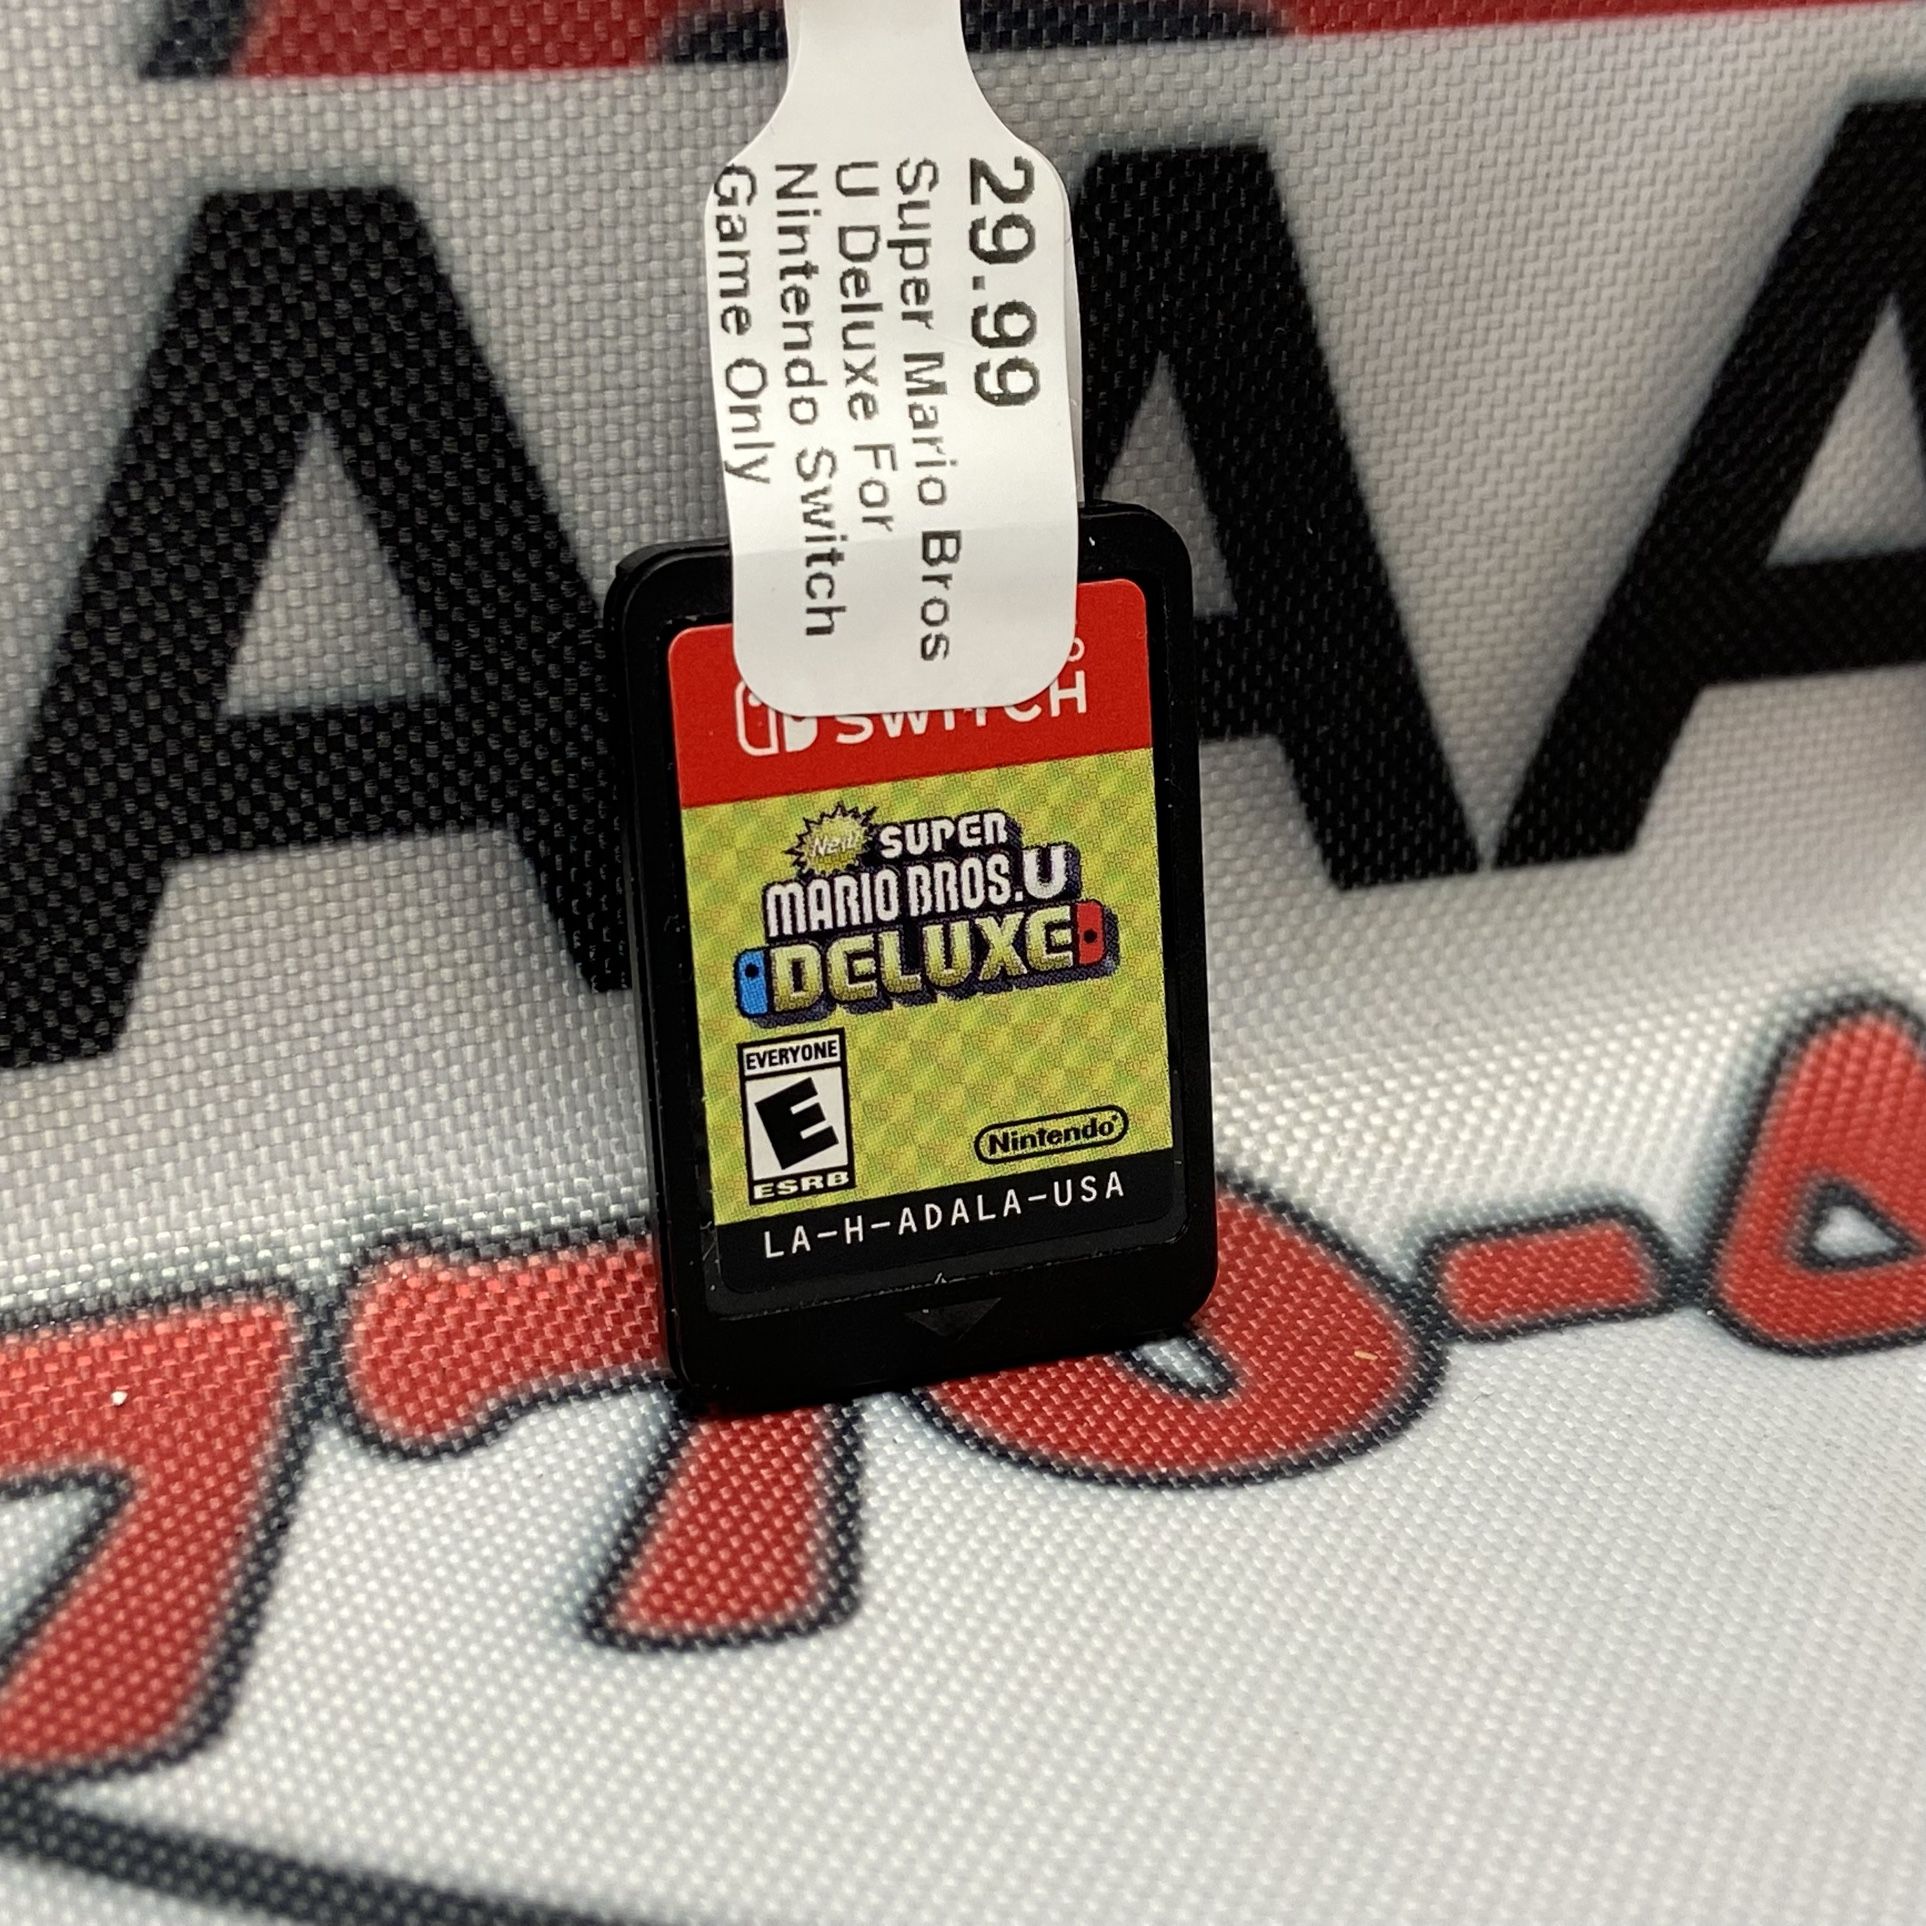 29.99
Super Mario Bros
U Deluxe For
Nintendo Switch
Game Only
SWITCH
New SUPER
MARIO BROS. U
DELUXE
EVERYONE
E
ESRB
Nintendo
LA-H-ADALA-USA